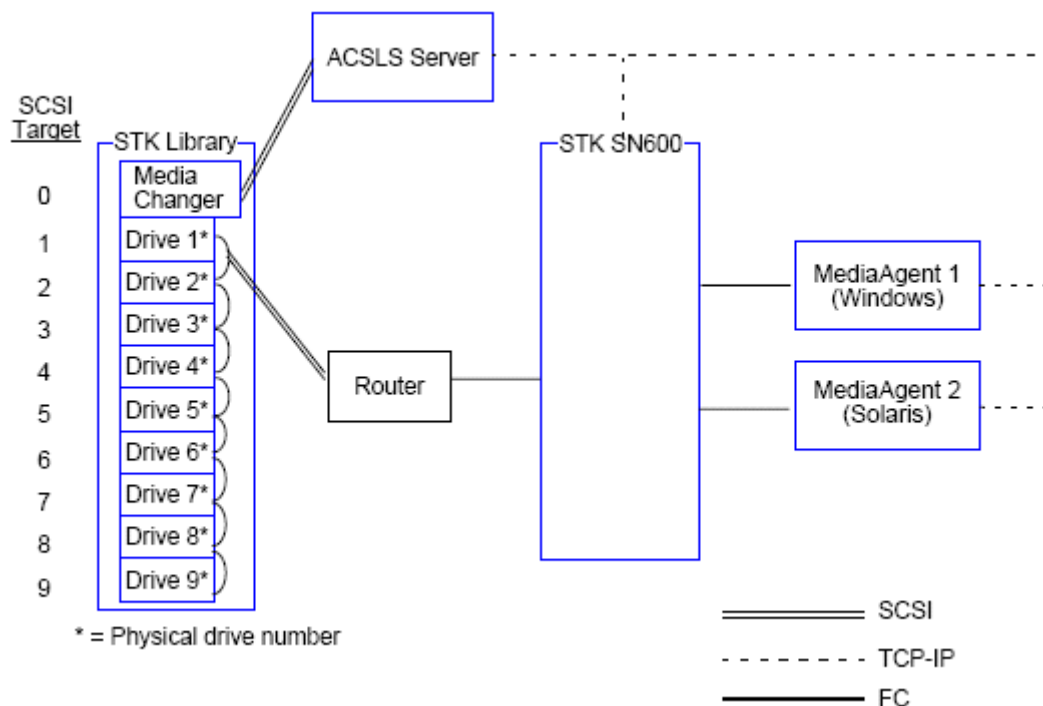 ACSLS Server
SCSI
Target
STK Library
STK SN600
Media
Changer
0
Drive 1*
1
Drive 2*
2
Drive 3*
3
Drive 4*
4
Drive 5*
5
Drive 6*
6
Drive 7*
7
Drive 8*
8
Drive 9*
9
Router
MediaAgent 1
(Windows)
MediaAgent 2
(Solaris)
* = Physical drive number
SCSI
TCP-IP
FC